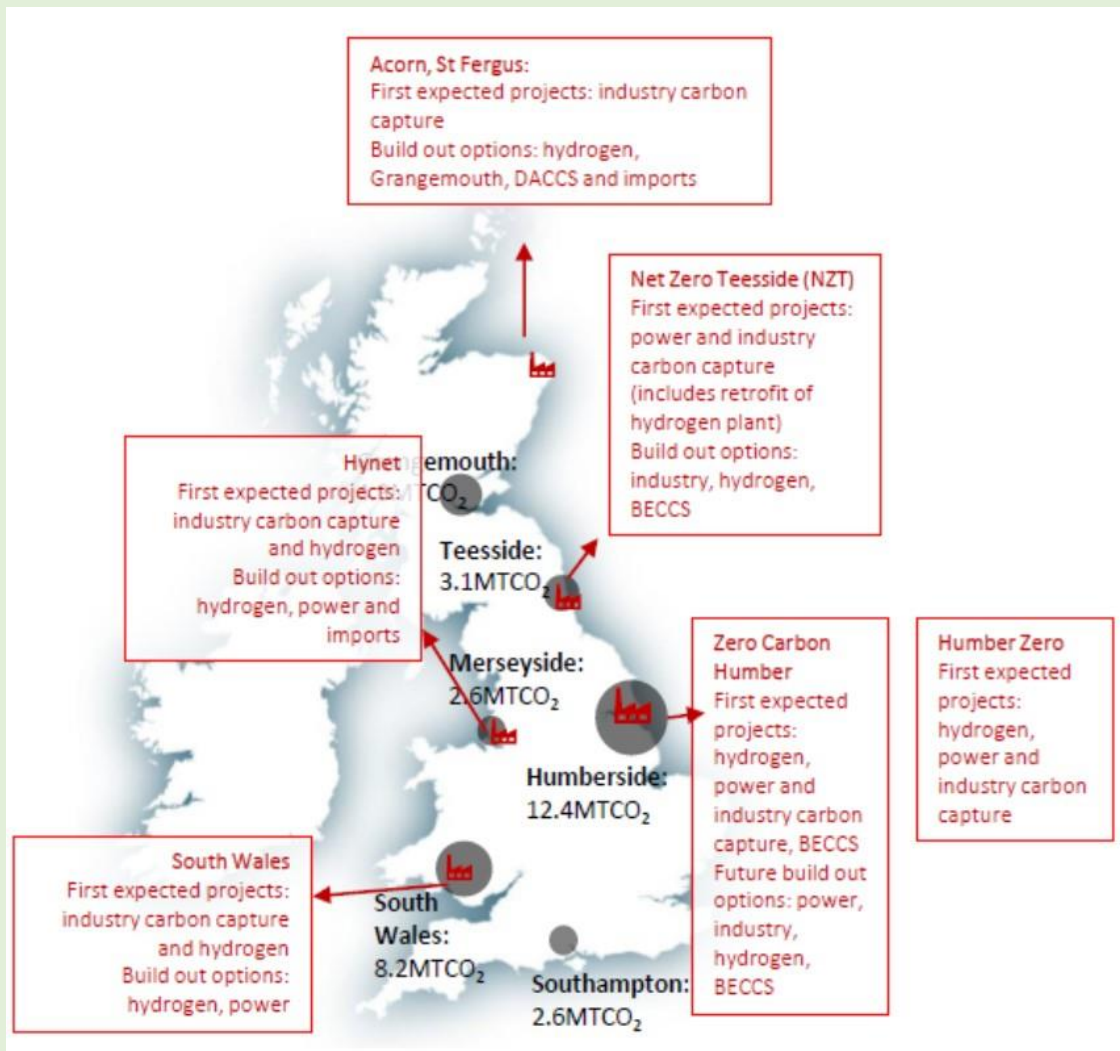 Acorn, St Fergus:
First expected projects: industry carbon
capture
Build out options: hydrogen,
Grangemouth, DACCS and imports
Net Zero Teesside (NZT)
First expected projects:
power and industry
carbon capture
(includes retrofit of
hydrogen plant)
Build out options:
industry, hydrogen,
BECCS
Hynet
First expected projects:
industry carbon capture
and hydrogen
Build out options:
hydrogen, power and
imports
Teesside:
3.1MTCO₂
Merseyside:
2.6MTCO₂
Zero Carbon
Humber
First expected
projects:
hydrogen,
power and
industry carbon
capture, BECCS
Future build out
options: power,
industry,
hydrogen,
BECCS
Humber Zero
First expected
projects:
hydrogen,
power and
industry carbon
capture
Humberside:
12.4MTCO₂
South Wales
First expected projects:
industry carbon capture
and hydrogen
Build out options:
hydrogen, power
South
Wales:
8.2MTCO₂
Southampton:
2.6MTCO₂